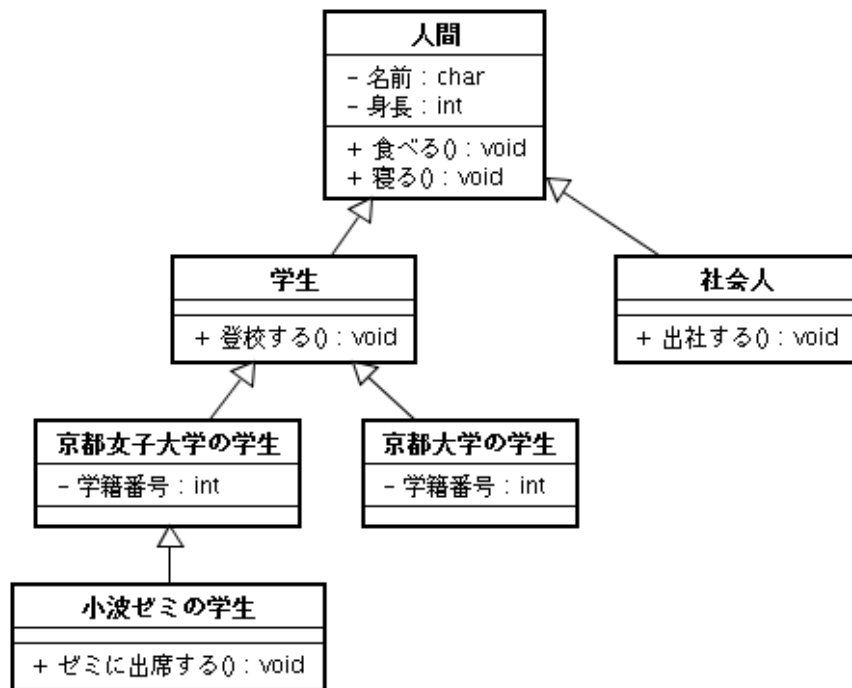 人間
- 名前 : char
- 身長 : int
+ 食べる() : void
+ 寝る() : void
学生
+ 登校する() : void
社会人
+ 出社する() : void
京都女子大学の学生
- 学籍番号 : int
京都大学の学生
- 学籍番号 : int
小波ゼミの学生
+ ゼミに出席する() : void